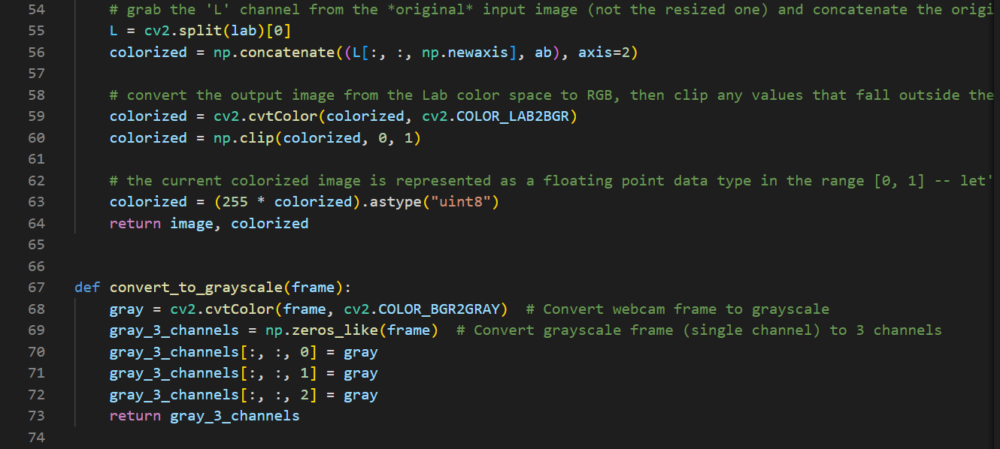 54 # grab the 'L' channel from the *original* input image (not the resized one) and concatenate the origi
55 L = cv2.split(lab)[0]
56 colorized = np.concatenate((L[:, :, np.newaxis], ab), axis=2)
57
58 # convert the output image from the Lab color space to RGB, then clip any values that fall outside the
59 colorized = cv2.cvtColor(colorized, cv2.COLOR_LAB2BGR)
60 colorized = np.clip(colorized, 0, 1)
61
62 # the current colorized image is represented as a floating point data type in the range [0, 1] -- let'
63 colorized = (255 * colorized).astype("uint8")
64 return image, colorized
65
66
67 def convert_to_grayscale(frame):
68 gray = cv2.cvtColor(frame, cv2.COLOR_BGR2GRAY)  # Convert webcam frame to grayscale
69 gray_3_channels = np.zeros_like(frame)  # Convert grayscale frame (single channel) to 3 channels
70 gray_3_channels[:, :, 0] = gray
71 gray_3_channels[:, :, 1] = gray
72 gray_3_channels[:, :, 2] = gray
73 return gray_3_channels
74